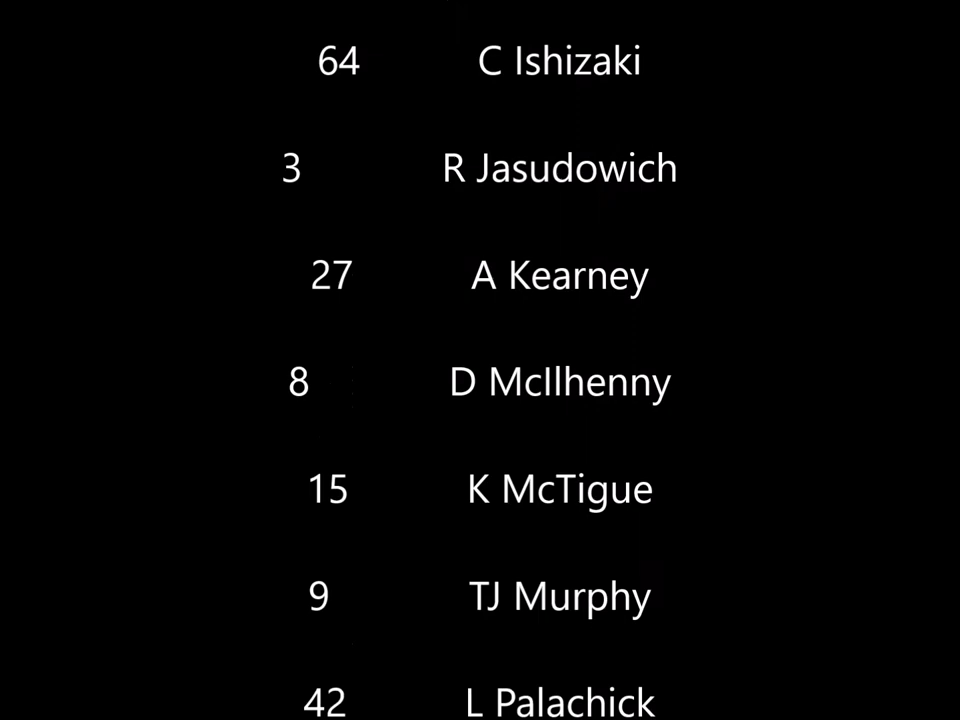 64 C Ishizaki
3 R Jasudowich
27 A Kearney
8 D McIlhenny
15 K McTigue
9 TJ Murphy
42 L Palachick